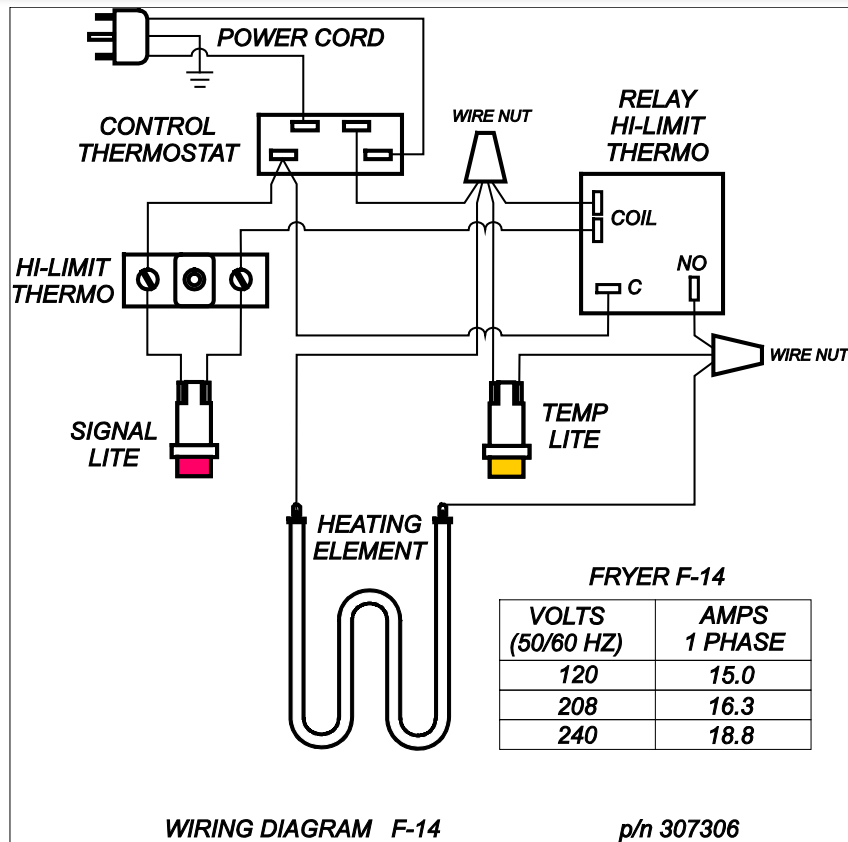 POWER CORD
CONTROL
THERMOSTAT
WIRE NUT
RELAY
HI-LIMIT
THERMO
COIL
NO
C
HI-LIMIT
THERMO
WIRE NUT
SIGNAL
LITE
TEMP
LITE
HEATING
ELEMENT
FRYER F-14
VOLTS
(50/60 HZ)
AMPS
1 PHASE
120 15.0
208 16.3
240 18.8
WIRING DIAGRAM F-14 p/n 307306